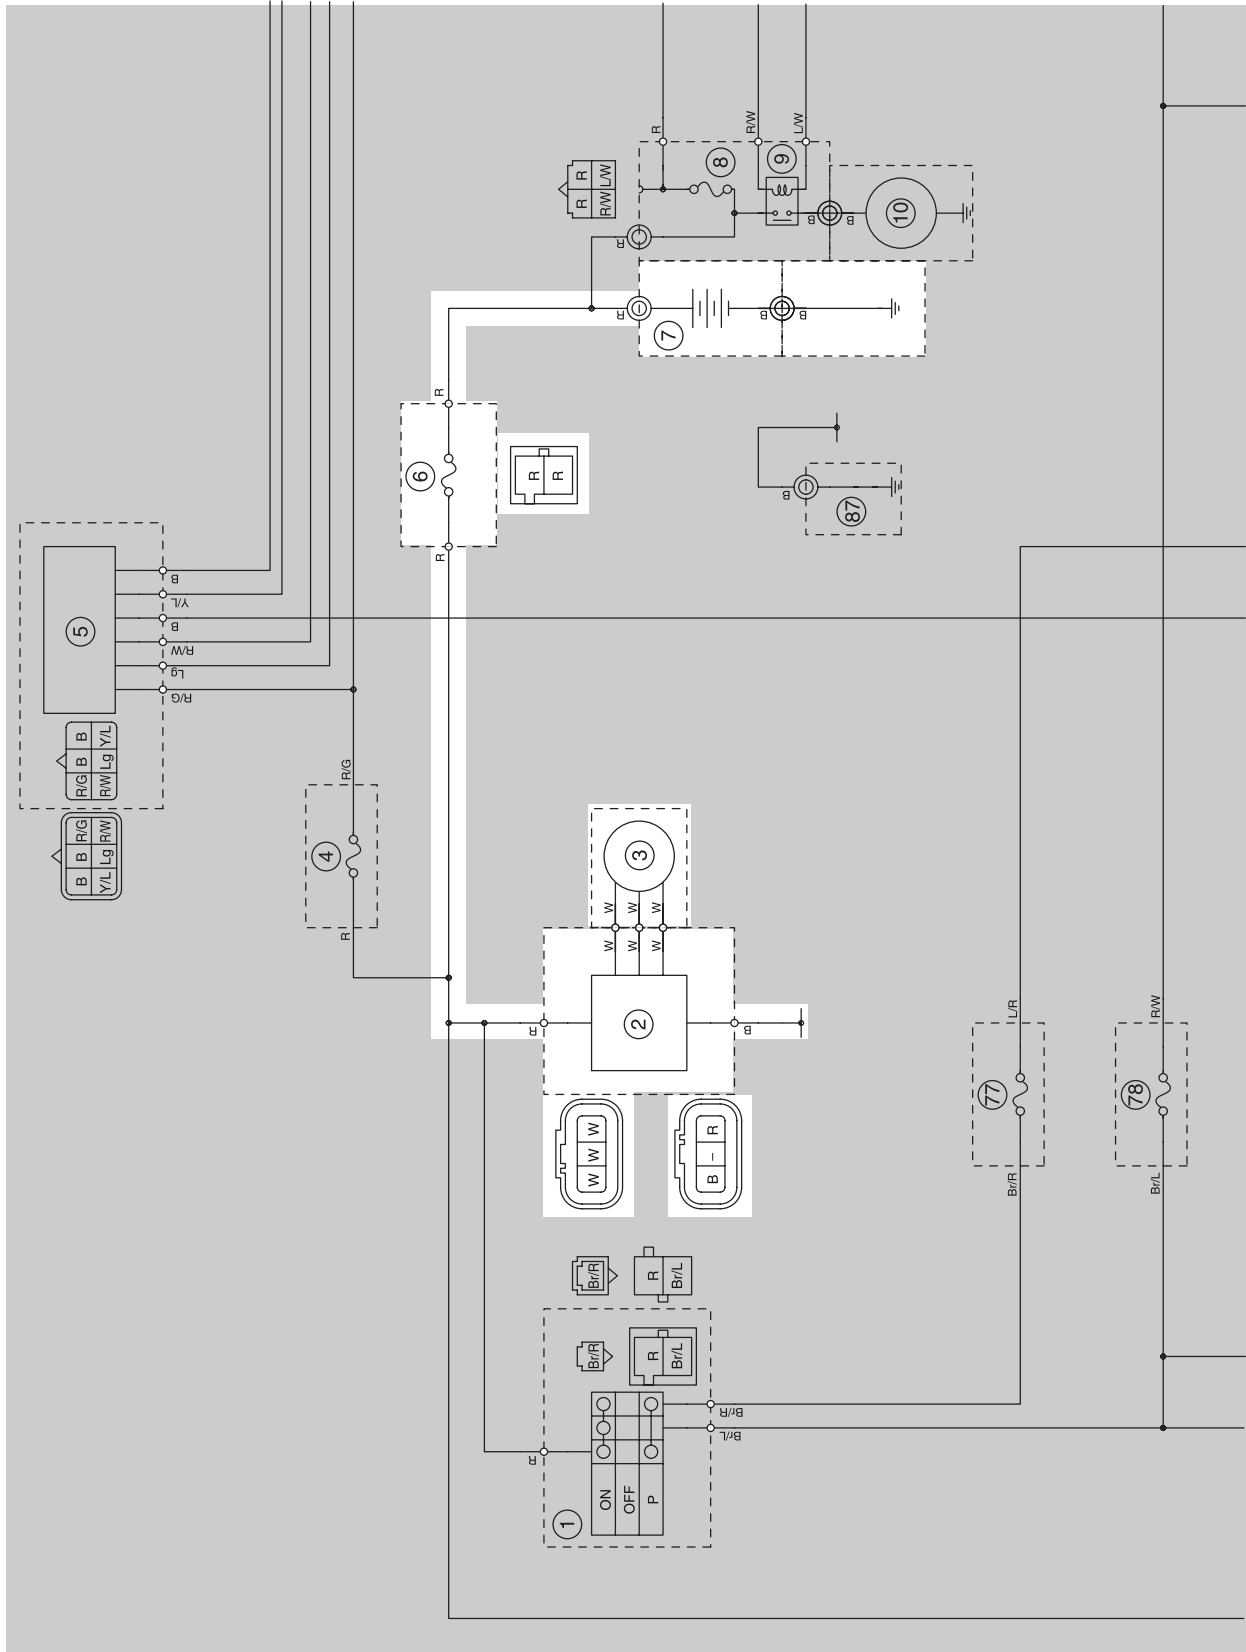 R
R/W
L/W
8
9
R R
R/W L/W
R
B
B
10
R
7
B
B
R
6
R
R
R
B
87
5
B
Y/L
B
R/W
Lg
R/G
R/G B B
R/W Lg Y/L
B B R/G
Y/L Lg R/W
R/G
4
R
3
W W W
W W W
R
2
B
W W W
B – R
L/R
77
Br/R
R/W
78
Br/L
Br/R
R
Br/L
Br/R
R
Br/L
R
1
ON
OFF
P
Br/R
Br/L